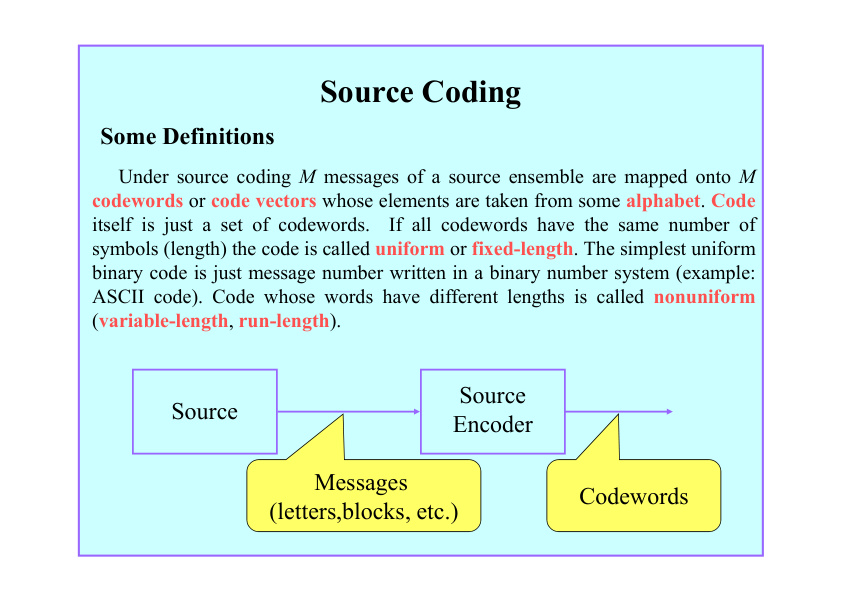 Source Coding
Some Definitions
Under source coding M messages of a source ensemble are mapped onto M
codewords or code vectors whose elements are taken from some alphabet. Code
itself is just a set of codewords. If all codewords have the same number of
symbols (length) the code is called uniform or fixed-length. The simplest uniform
binary code is just message number written in a binary number system (example:
ASCII code). Code whose words have different lengths is called nonuniform
(variable-length, run-length).
Source
Source
Encoder
Messages
(letters,blocks, etc.)
Codewords